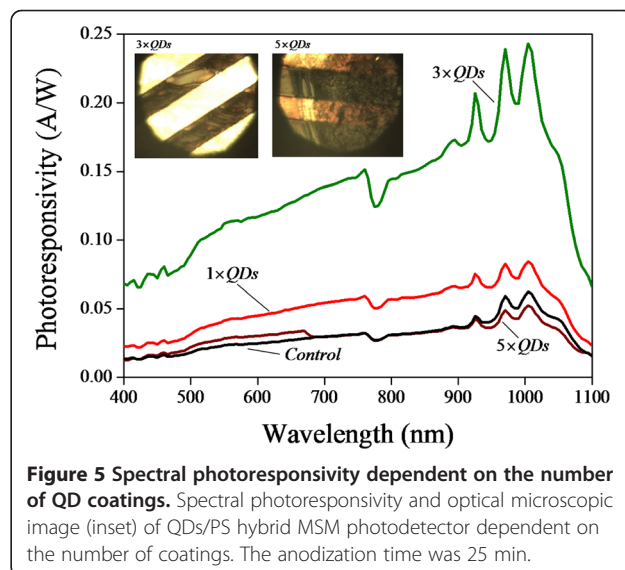 3×QDs
5×QDs
0.25
0.20
0.15
0.10
0.05
0.00
Photoresponsivity (A/W)
3×QDs
1×QDs
Control
5×QDs
400 500 600 700 800 900 1000 1100
Wavelength (nm)
Figure 5 Spectral photoresponsivity dependent on the number
of QD coatings. Spectral photoresponsivity and optical microscopic
image (inset) of QDs/PS hybrid MSM photodetector dependent on
the number of coatings. The anodization time was 25 min.